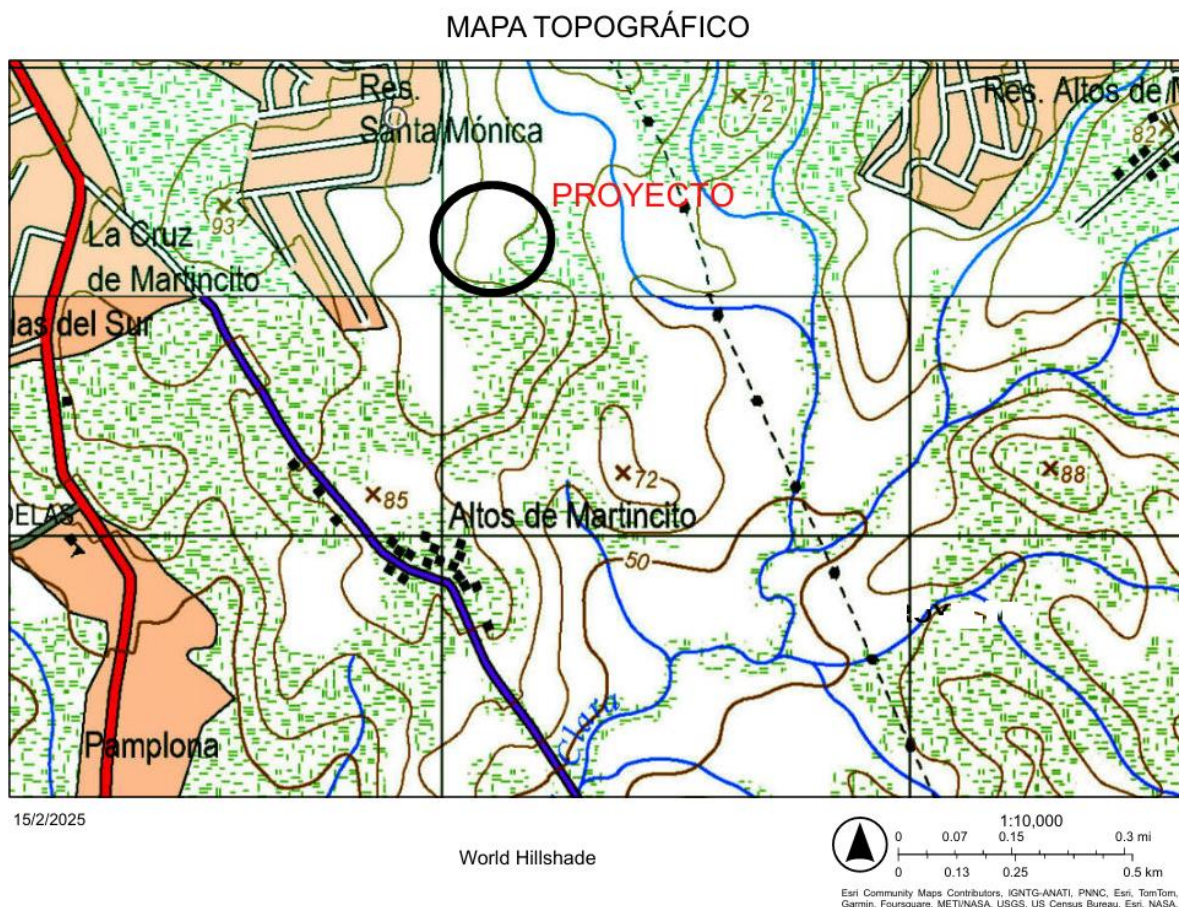 MAPA TOPOGRÁFICO
Res.
Santa Mónica
72
Res. Altos de M
82
PROYECTO
93
La Cruz
de Martincito
las del Sur
72
88
85
DELAS
Altos de Martincito
50
Clara
Pamplona
15/2/2025
World Hillshade
1:10,000
0 0.07 0.15 0.3 mi
0 0.13 0.25 0.5 km
Esri Community Maps Contributors, IGNTG-ANATI, PNNC, Esri, TomTom,
Garmin, Foursquare, METI/NASA, USGS, US Census Bureau, Esri, NASA,